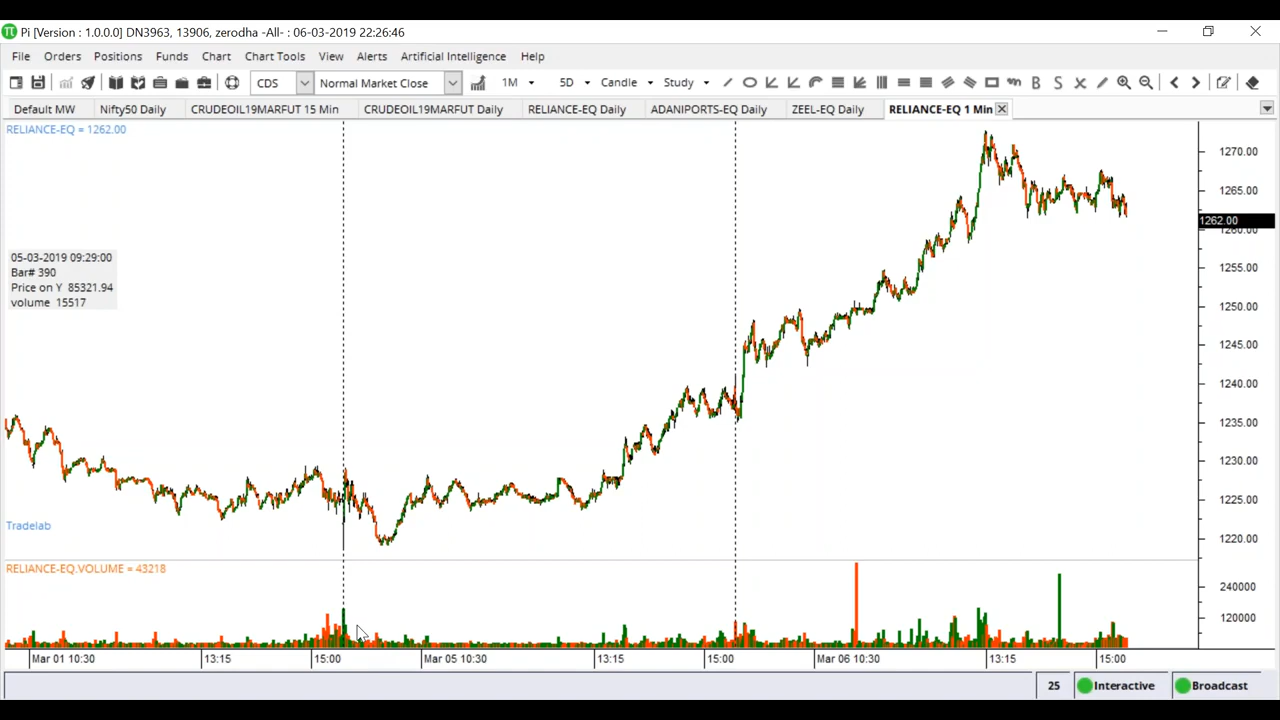 Pi [Version : 1.0.0.0] DN3963, 13906, zerodha -All- : 06-03-2019 22:26:46
File Orders Positions Funds Chart Chart Tools View Alerts Artificial Intelligence Help
CDS Normal Market Close 1M 5D Candle Study B S
Default MW Nifty50 Daily CRUDEOIL19MARFUT 15 Min CRUDEOIL19MARFUT Daily RELIANCE-EQ Daily ADANIPORTS-EQ Daily ZEEL-EQ Daily RELIANCE-EQ 1 Min
RELIANCE-EQ = 1262.00
1270.00
1265.00
1262.00
1260.00
1255.00
1250.00
1245.00
1240.00
1235.00
1230.00
1225.00
1220.00
05-03-2019 09:29:00
Bar# 390
Price on Y 85321.94
volume 15517
Tradelab
RELIANCE-EQ.VOLUME = 43218
240000
120000
Mar 01 10:30 13:15 15:00 Mar 05 10:30 13:15 15:00 Mar 06 10:30 13:15 15:00
25 Interactive Broadcast